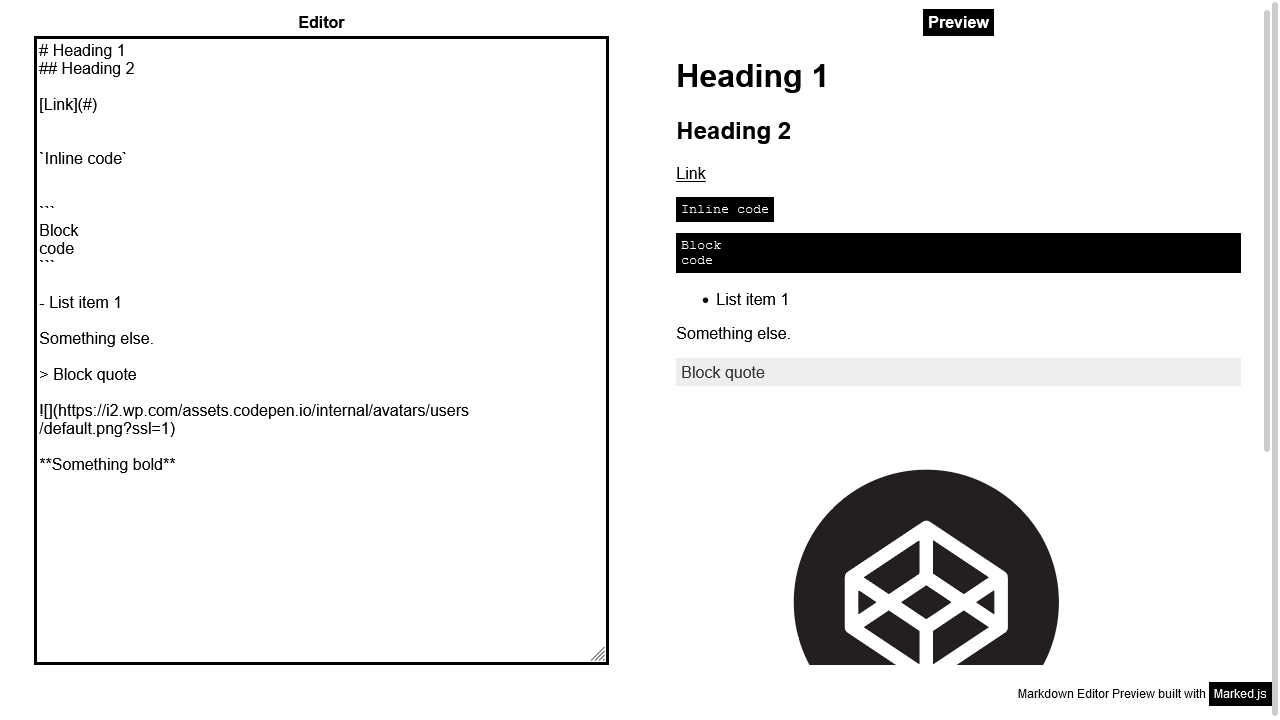 Editor
# Heading 1
## Heading 2
[Link](#)
`Inline code`
```
Block
code
```
- List item 1
Something else.
> Block quote
![](https://i2.wp.com/assets.codepen.io/internal/avatars/users
/default.png?ssl=1)
**Something bold**
Preview
Heading 1
Heading 2
Link
Inline code
Block
code
• List item 1
Something else.
Block quote
Markdown Editor Preview built with Marked.js